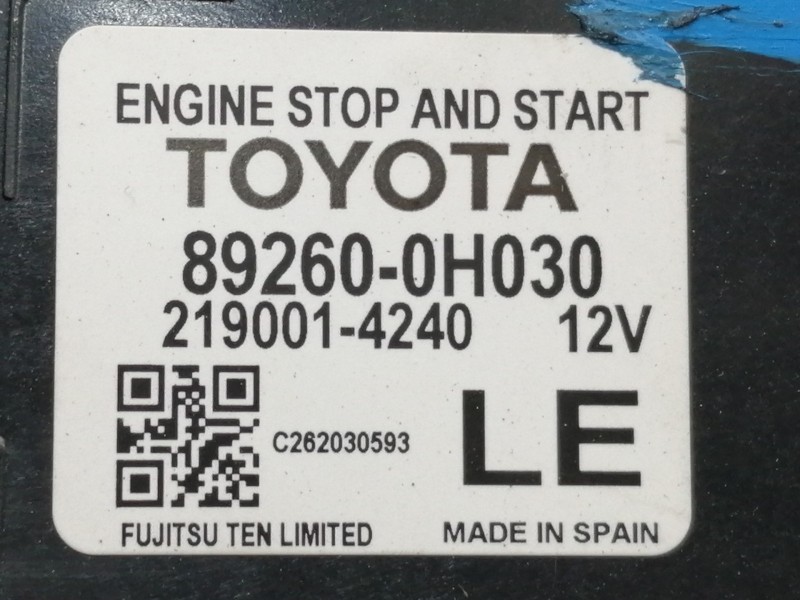 ENGINE STOP AND START
TOYOTA
89260-0H030
219001-4240 12V
C262030593
LE
FUJITSU TEN LIMITED MADE IN SPAIN